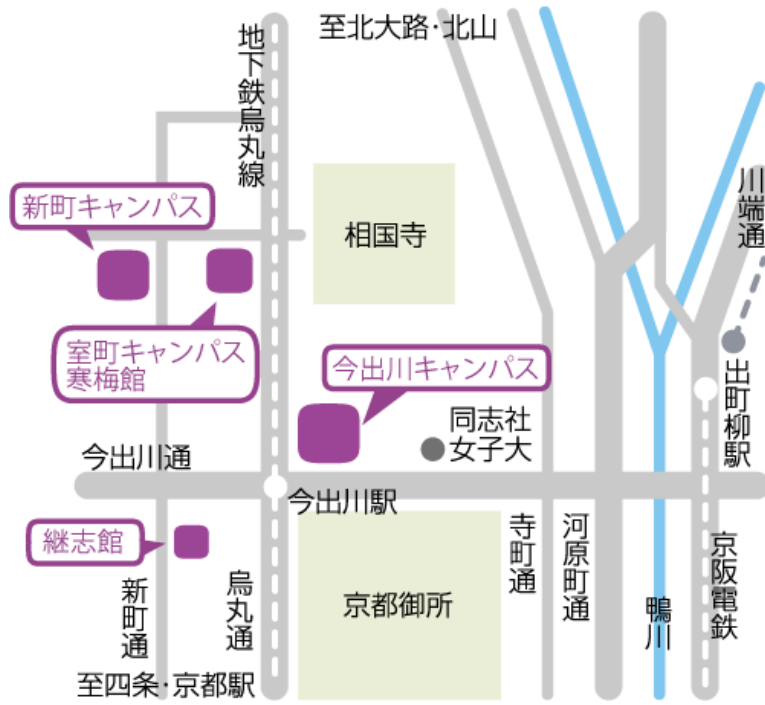 至北大路・北山
地下鉄烏丸線
新町キャンパス
相国寺
川端通
室町キャンパス
寒梅館
今出川キャンパス
出町柳駅
同志社
女子大
今出川通
今出川駅
継志館
新町通
烏丸通
京都御所
寺町通
河原町通
鴨川
京阪電鉄
至四条・京都駅